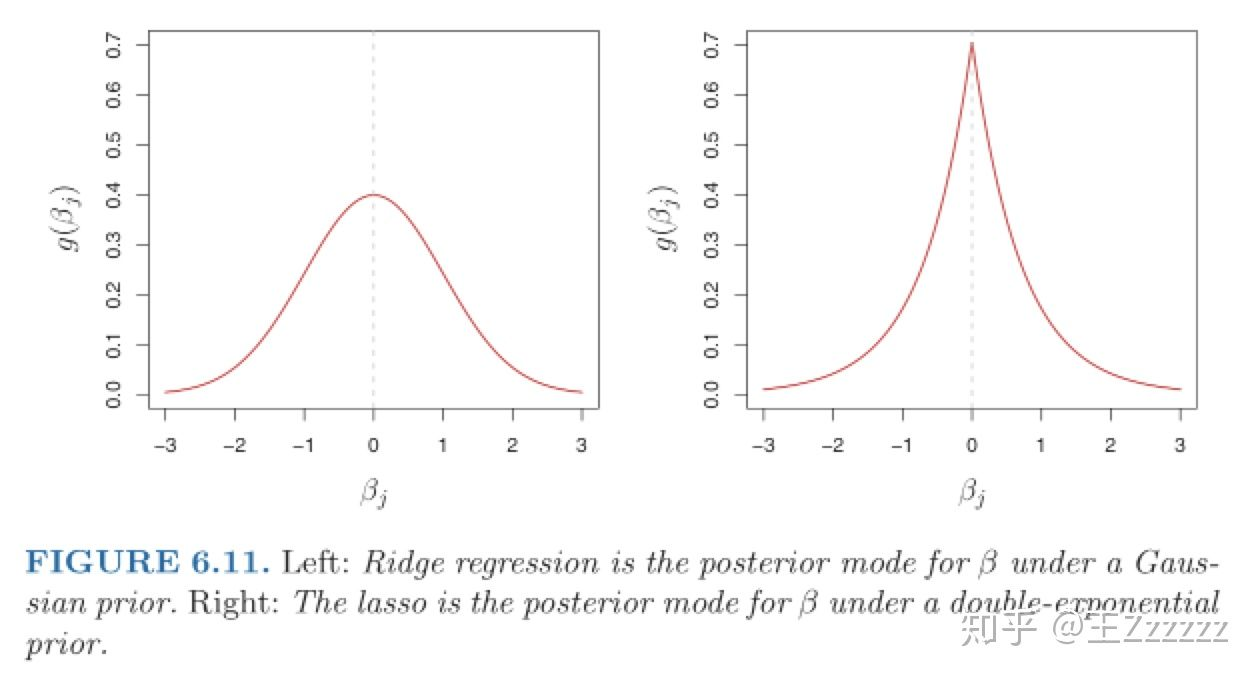 0.7
0.6
0.5
0.4
0.3
0.2
0.1
0.0
g(βj)
−3 −2 −1 0 1 2 3
βj
0.7
0.6
0.5
0.4
0.3
0.2
0.1
0.0
g(βj)
−3 −2 −1 0 1 2 3
βj
FIGURE 6.11. Left: Ridge regression is the posterior mode for β under a Gaus-
sian prior. Right: The lasso is the posterior mode for β under a double-exponential
prior.
知乎 @王Zzzzzz